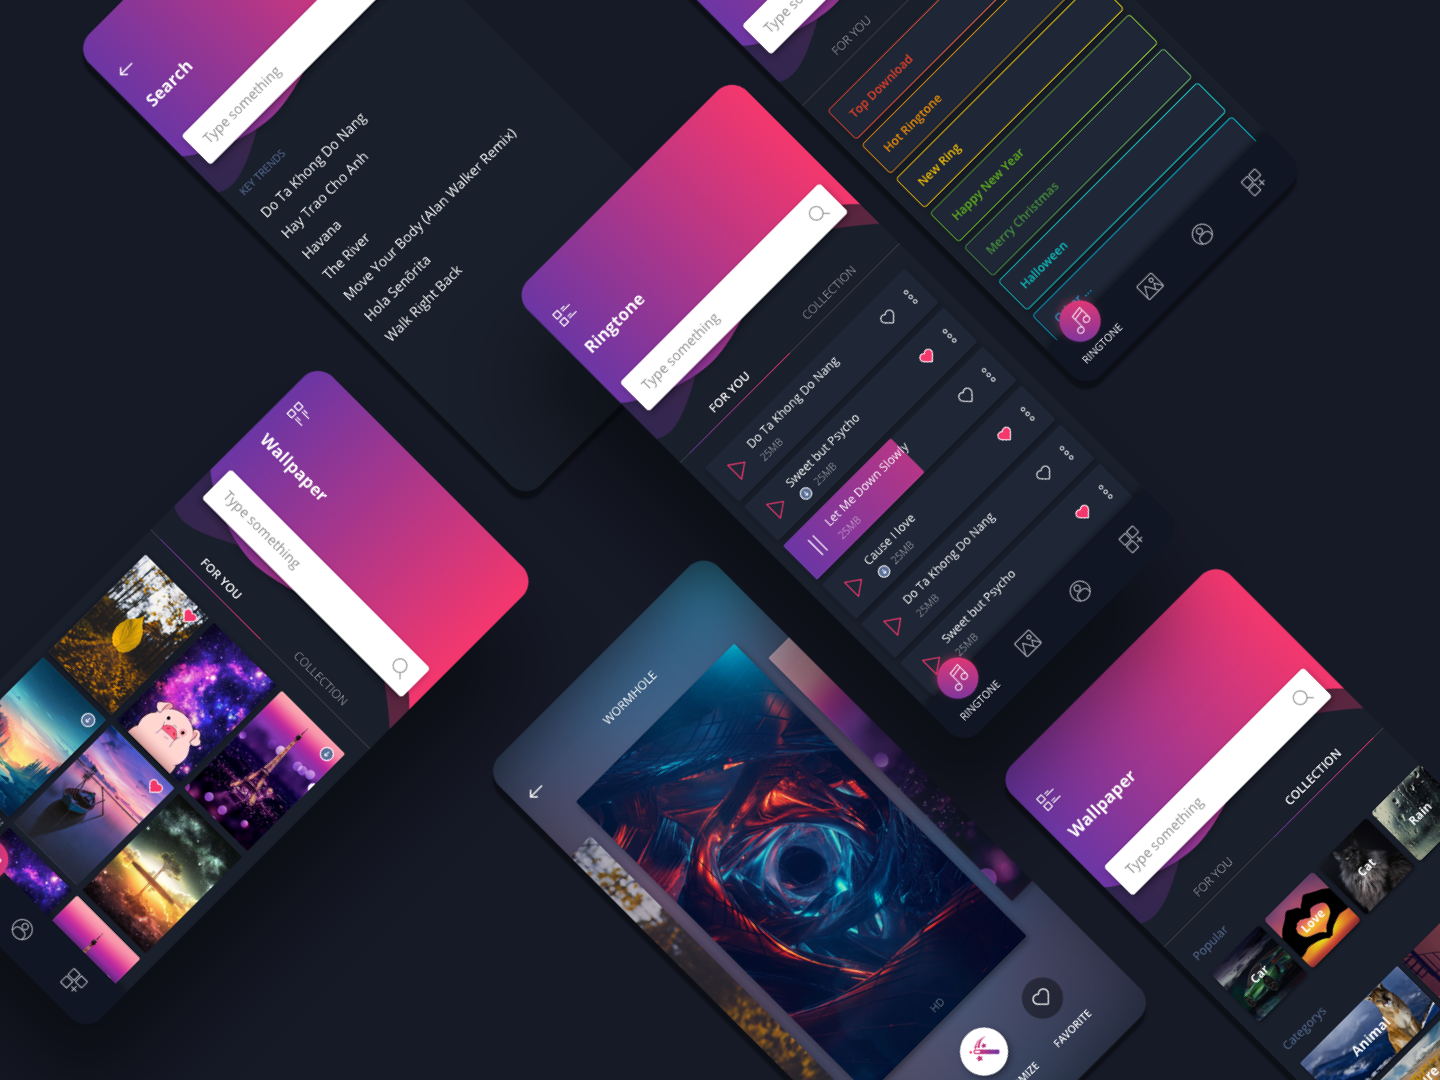 Search
Type something
KEY TRENDS
Do Ta Khong Do Nang
Hay Trao Cho Anh
Havana
The River
Move Your Body (Alan Walker Remix)
Hola Senõrita
Walk Right Back
Type so
FOR YOU
Top Download
Hot Ringtone
New Ring
Happy New Year
Merry Christmas
Halloween
RINGTONE
Ringtone
Type something
FOR YOU
COLLECTION
Do Ta Khong Do Nang
25MB
Sweet but Psycho
25MB
Let Me Down Slowly
25MB
Cause I love
25MB
Do Ta Khong Do Nang
25MB
Sweet but Psycho
25MB
RINGTONE
Wallpaper
Type something
FOR YOU
COLLECTION
WORMHOLE
HD
FAVORITE
MIZE
Wallpaper
Type something
FOR YOU
COLLECTION
Popular
Car
Love
Cat
Rain
Categorys
Animal